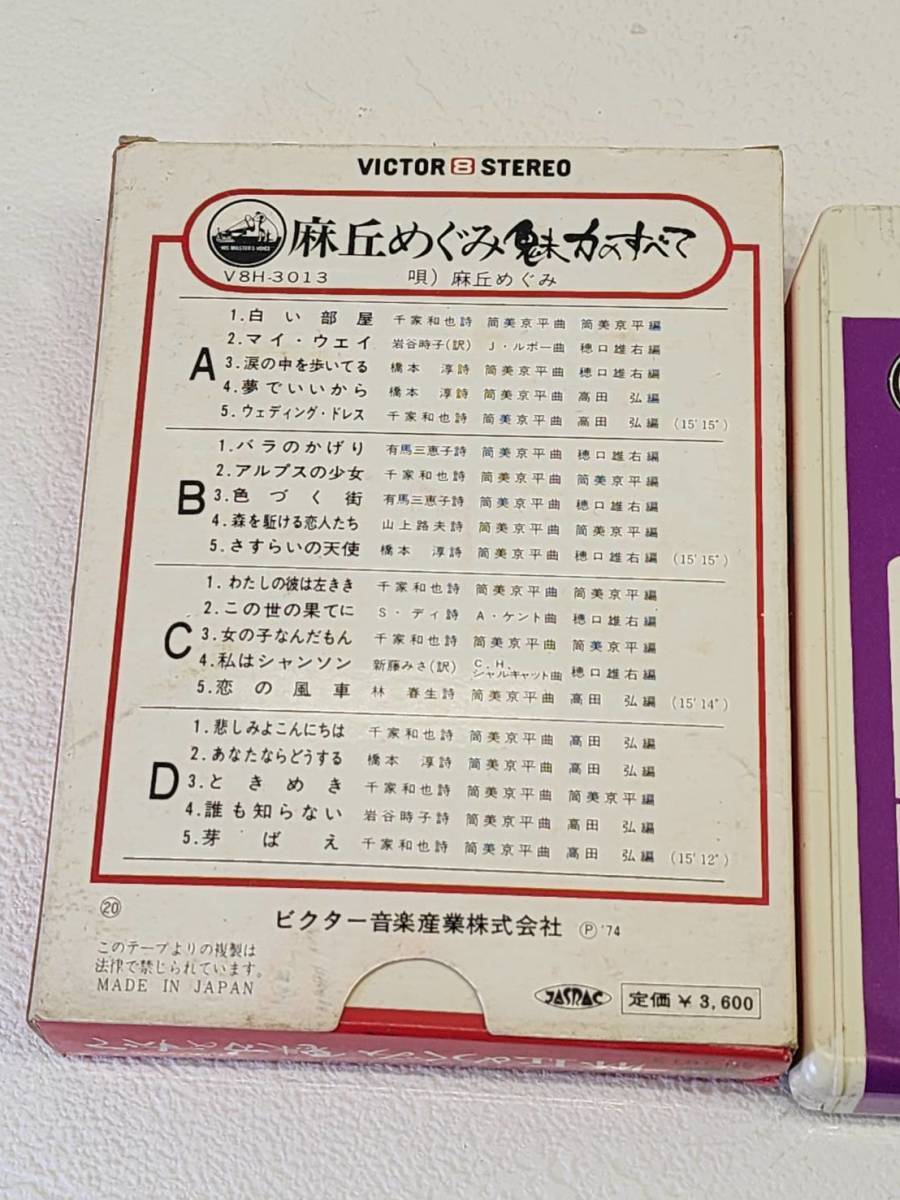 VICTOR 8 STEREO
HIS MASTER'S VOICE
麻丘めぐみ 魅力のすべて
V8H-3013 唄) 麻丘めぐみ
A
1. 白い部屋 千家和也詩 筒美京平曲 筒美京平編
2. マイ・ウェイ 岩谷時子(訳) J・ルボー曲 穂口雄右編
3. 涙の中を歩いてる 橋本 淳詩 筒美京平曲 穂口雄右編
4. 夢でいいから 橋本 淳詩 筒美京平曲 高田 弘編
5. ウェディング・ドレス 千家和也詩 筒美京平曲 高田 弘編 (15'15")
B
1. バラのかげり 有馬三恵子詩 筒美京平曲 穂口雄右編
2. アルプスの少女 千家和也詩 筒美京平曲 筒美京平編
3. 色づく街 有馬三恵子詩 筒美京平曲 穂口雄右編
4. 森を駈ける恋人たち 山上路夫詩 筒美京平曲 筒美京平編
5. さすらいの天使 橋本 淳詩 筒美京平曲 穂口雄右編 (15'15")
C
1. わたしの彼は左きき 千家和也詩 筒美京平曲 筒美京平編
2. この世の果てに S・ディ詩 A・ケント曲 穂口雄右編
3. 女の子なんだもん 千家和也詩 筒美京平曲 筒美京平編
4. 私はシャンソン 新藤みさ(訳) C.H.シャルキャット曲 穂口雄右編
5. 恋の風車 林 春生詩 筒美京平曲 高田 弘編 (15'14")
D
1. 悲しみよこんにちは 千家和也詩 筒美京平曲 高田 弘編
2. あなたならどうする 橋本 淳詩 筒美京平曲 高田 弘編
3. ときめき 千家和也詩 筒美京平曲 筒美京平編
4. 誰も知らない 岩谷時子詩 筒美京平曲 高田 弘編
5. 芽ばえ 千家和也詩 筒美京平曲 高田 弘編 (15'12")
⑳ ビクター音楽産業株式会社 Ⓟ '74
このテープよりの複製は
法律で禁じられています。
MADE IN JAPAN
JASRAC 定価 ¥3,600
麻丘めぐみ 魅力のすべて